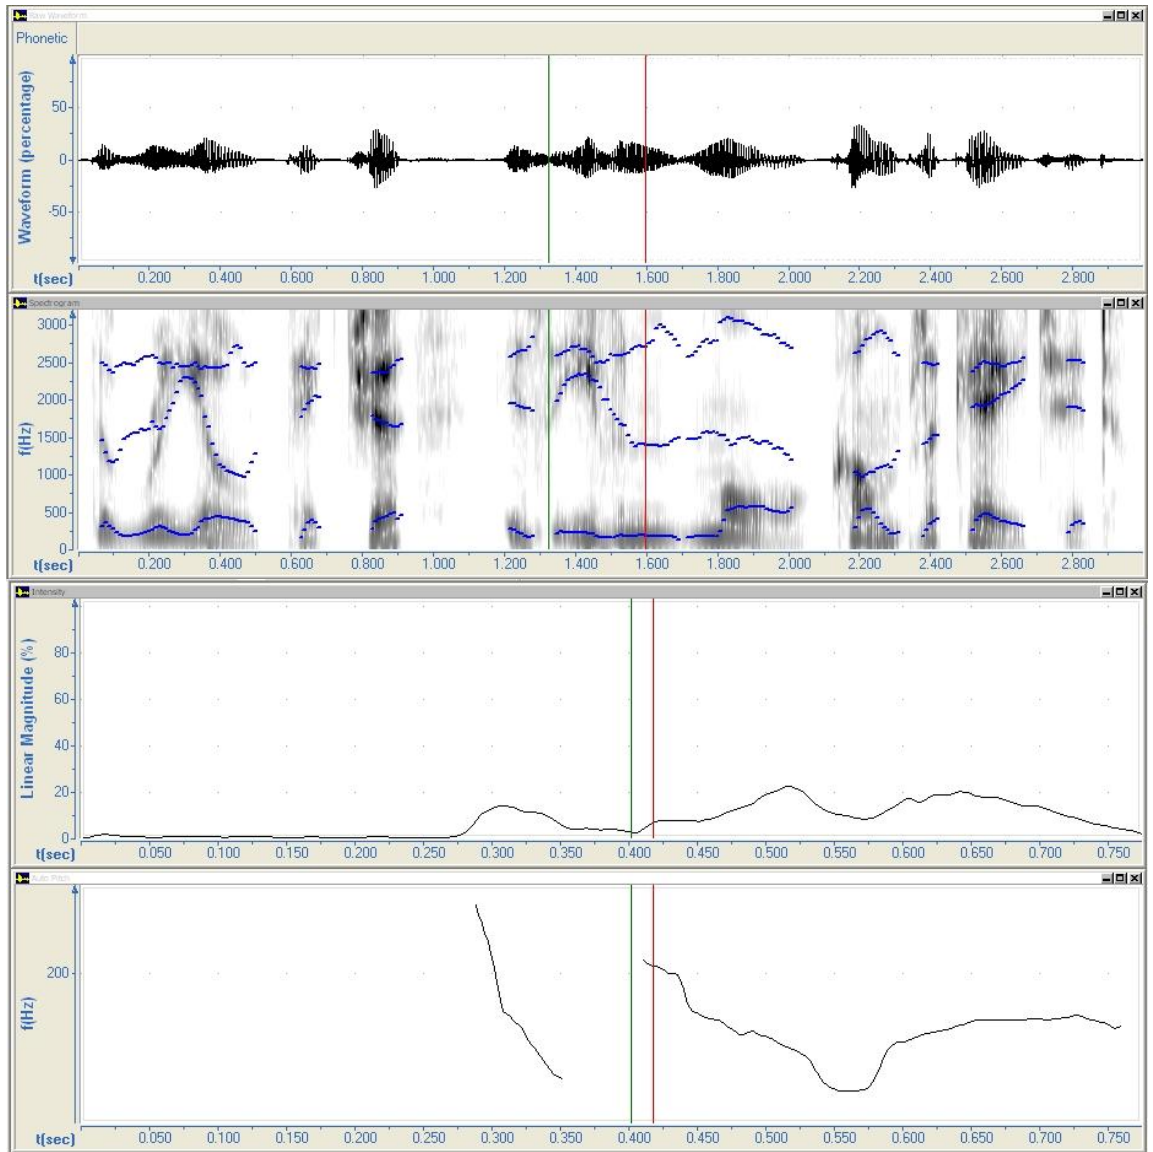 Raw Waveform
Phonetic
Waveform (percentage)
50
0
-50
t(sec) 0.200 0.400 0.600 0.800 1.000 1.200 1.400 1.600 1.800 2.000 2.200 2.400 2.600 2.800
Spectrogram
f(Hz)
3000
2500
2000
1500
1000
500
0
t(sec) 0.200 0.400 0.600 0.800 1.000 1.200 1.400 1.600 1.800 2.000 2.200 2.400 2.600 2.800
Intensity
Linear Magnitude (%)
80
60
40
20
0
t(sec) 0.050 0.100 0.150 0.200 0.250 0.300 0.350 0.400 0.450 0.500 0.550 0.600 0.650 0.700 0.750
Auto Pitch
f(Hz)
200
t(sec) 0.050 0.100 0.150 0.200 0.250 0.300 0.350 0.400 0.450 0.500 0.550 0.600 0.650 0.700 0.750